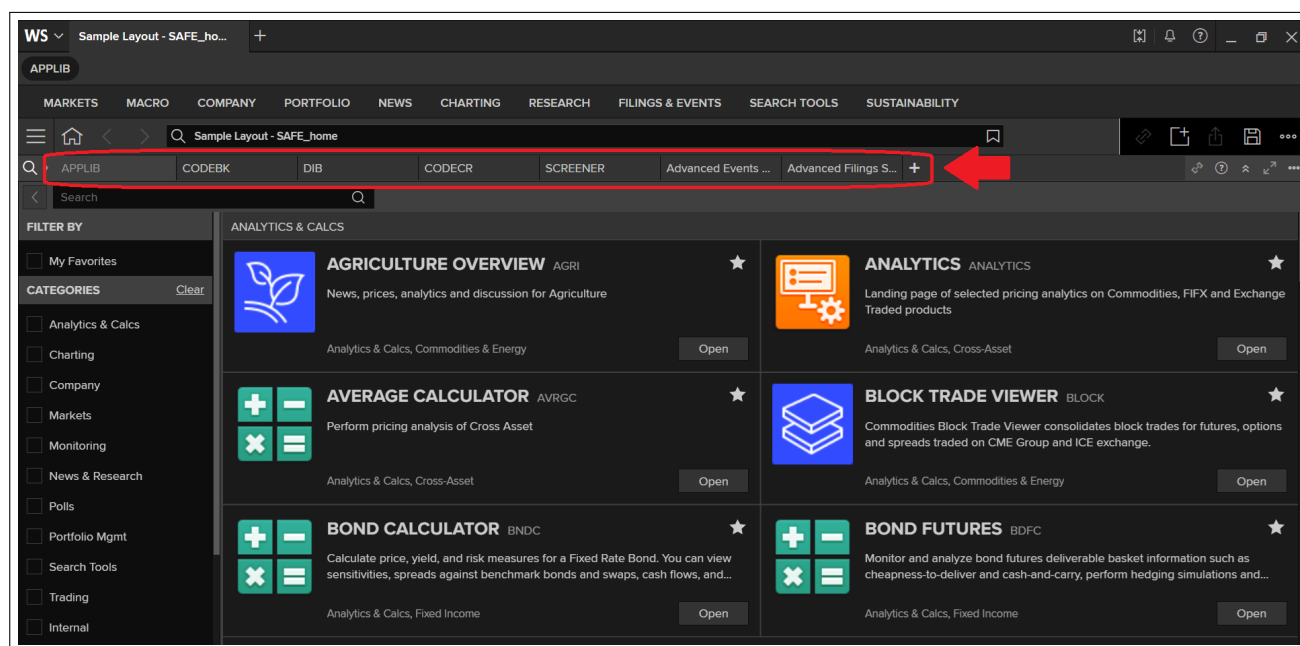 WS Sample Layout - SAFE_ho... +
APPLIB
MARKETS MACRO COMPANY PORTFOLIO NEWS CHARTING RESEARCH FILINGS & EVENTS SEARCH TOOLS SUSTAINABILITY
Sample Layout - SAFE_home
APPLIB CODEBK DIB CODECR SCREENER Advanced Events ... Advanced Filings S... +
Search
FILTER BY
My Favorites
CATEGORIES Clear
Analytics & Calcs
Charting
Company
Markets
Monitoring
News & Research
Polls
Portfolio Mgmt
Search Tools
Trading
Internal
ANALYTICS & CALCS
AGRICULTURE OVERVIEW AGRI
News, prices, analytics and discussion for Agriculture
Analytics & Calcs, Commodities & Energy Open
ANALYTICS ANALYTICS
Landing page of selected pricing analytics on Commodities, FIFX and Exchange
Traded products
Analytics & Calcs, Cross-Asset Open
AVERAGE CALCULATOR AVRGC
Perform pricing analysis of Cross Asset
Analytics & Calcs, Cross-Asset Open
BLOCK TRADE VIEWER BLOCK
Commodities Block Trade Viewer consolidates block trades for futures, options
and spreads traded on CME Group and ICE exchange.
Analytics & Calcs, Commodities & Energy Open
BOND CALCULATOR BNDC
Calculate price, yield, and risk measures for a Fixed Rate Bond. You can view
sensitivities, spreads against benchmark bonds and swaps, cash flows, and...
Analytics & Calcs, Fixed Income Open
BOND FUTURES BDFC
Monitor and analyze bond futures deliverable basket information such as
cheapness-to-deliver and cash-and-carry, perform hedging simulations and...
Analytics & Calcs, Fixed Income Open